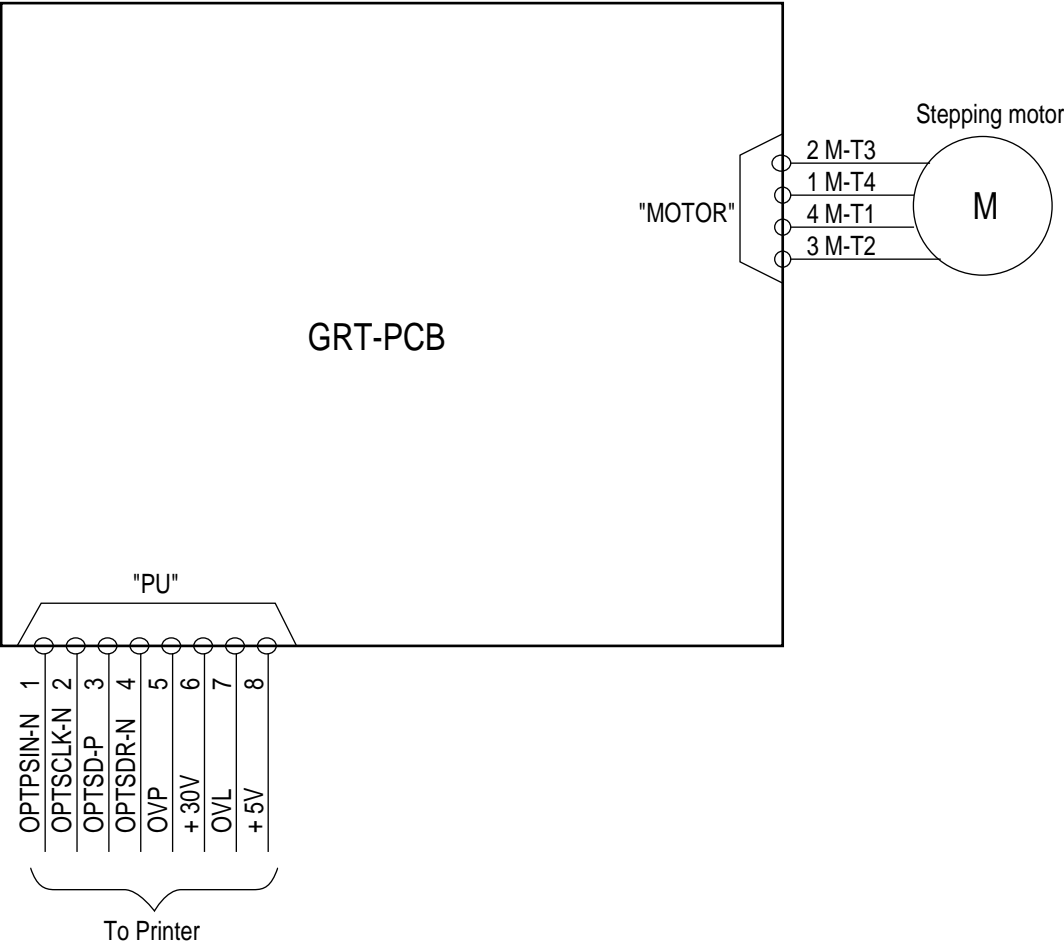 Stepping motor
2 M-T3
1 M-T4
4 M-T1
3 M-T2
"MOTOR"
M
GRT-PCB
"PU"
OPTPSIN-N 1
OPTSCLK-N 2
OPTSD-P 3
OPTSDR-N 4
OVP 5
+ 30V 6
OVL 7
+ 5V 8
To Printer